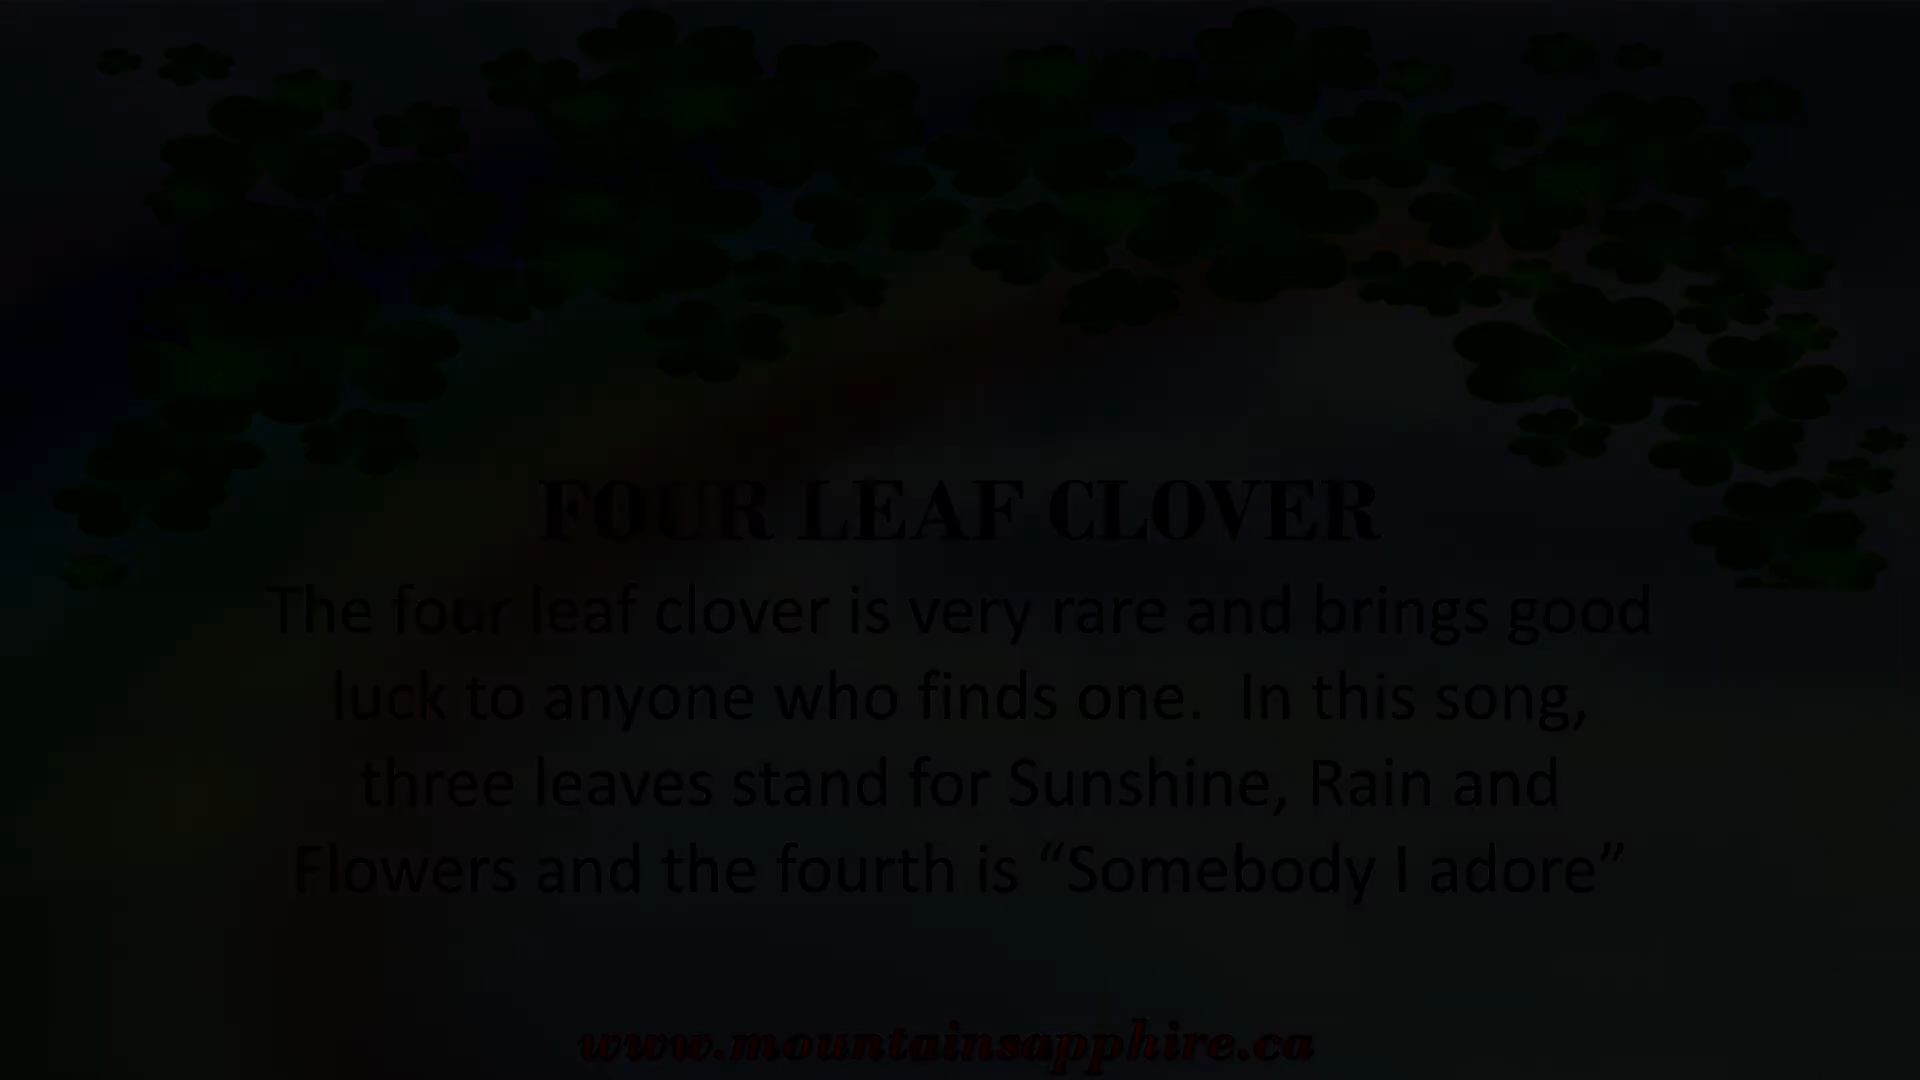 FOUR LEAF CLOVER
The four leaf clover is very rare and brings good
luck to anyone who finds one.  In this song,
three leaves stand for Sunshine, Rain and
Flowers and the fourth is “Somebody I adore”
www.mountainsapphire.ca